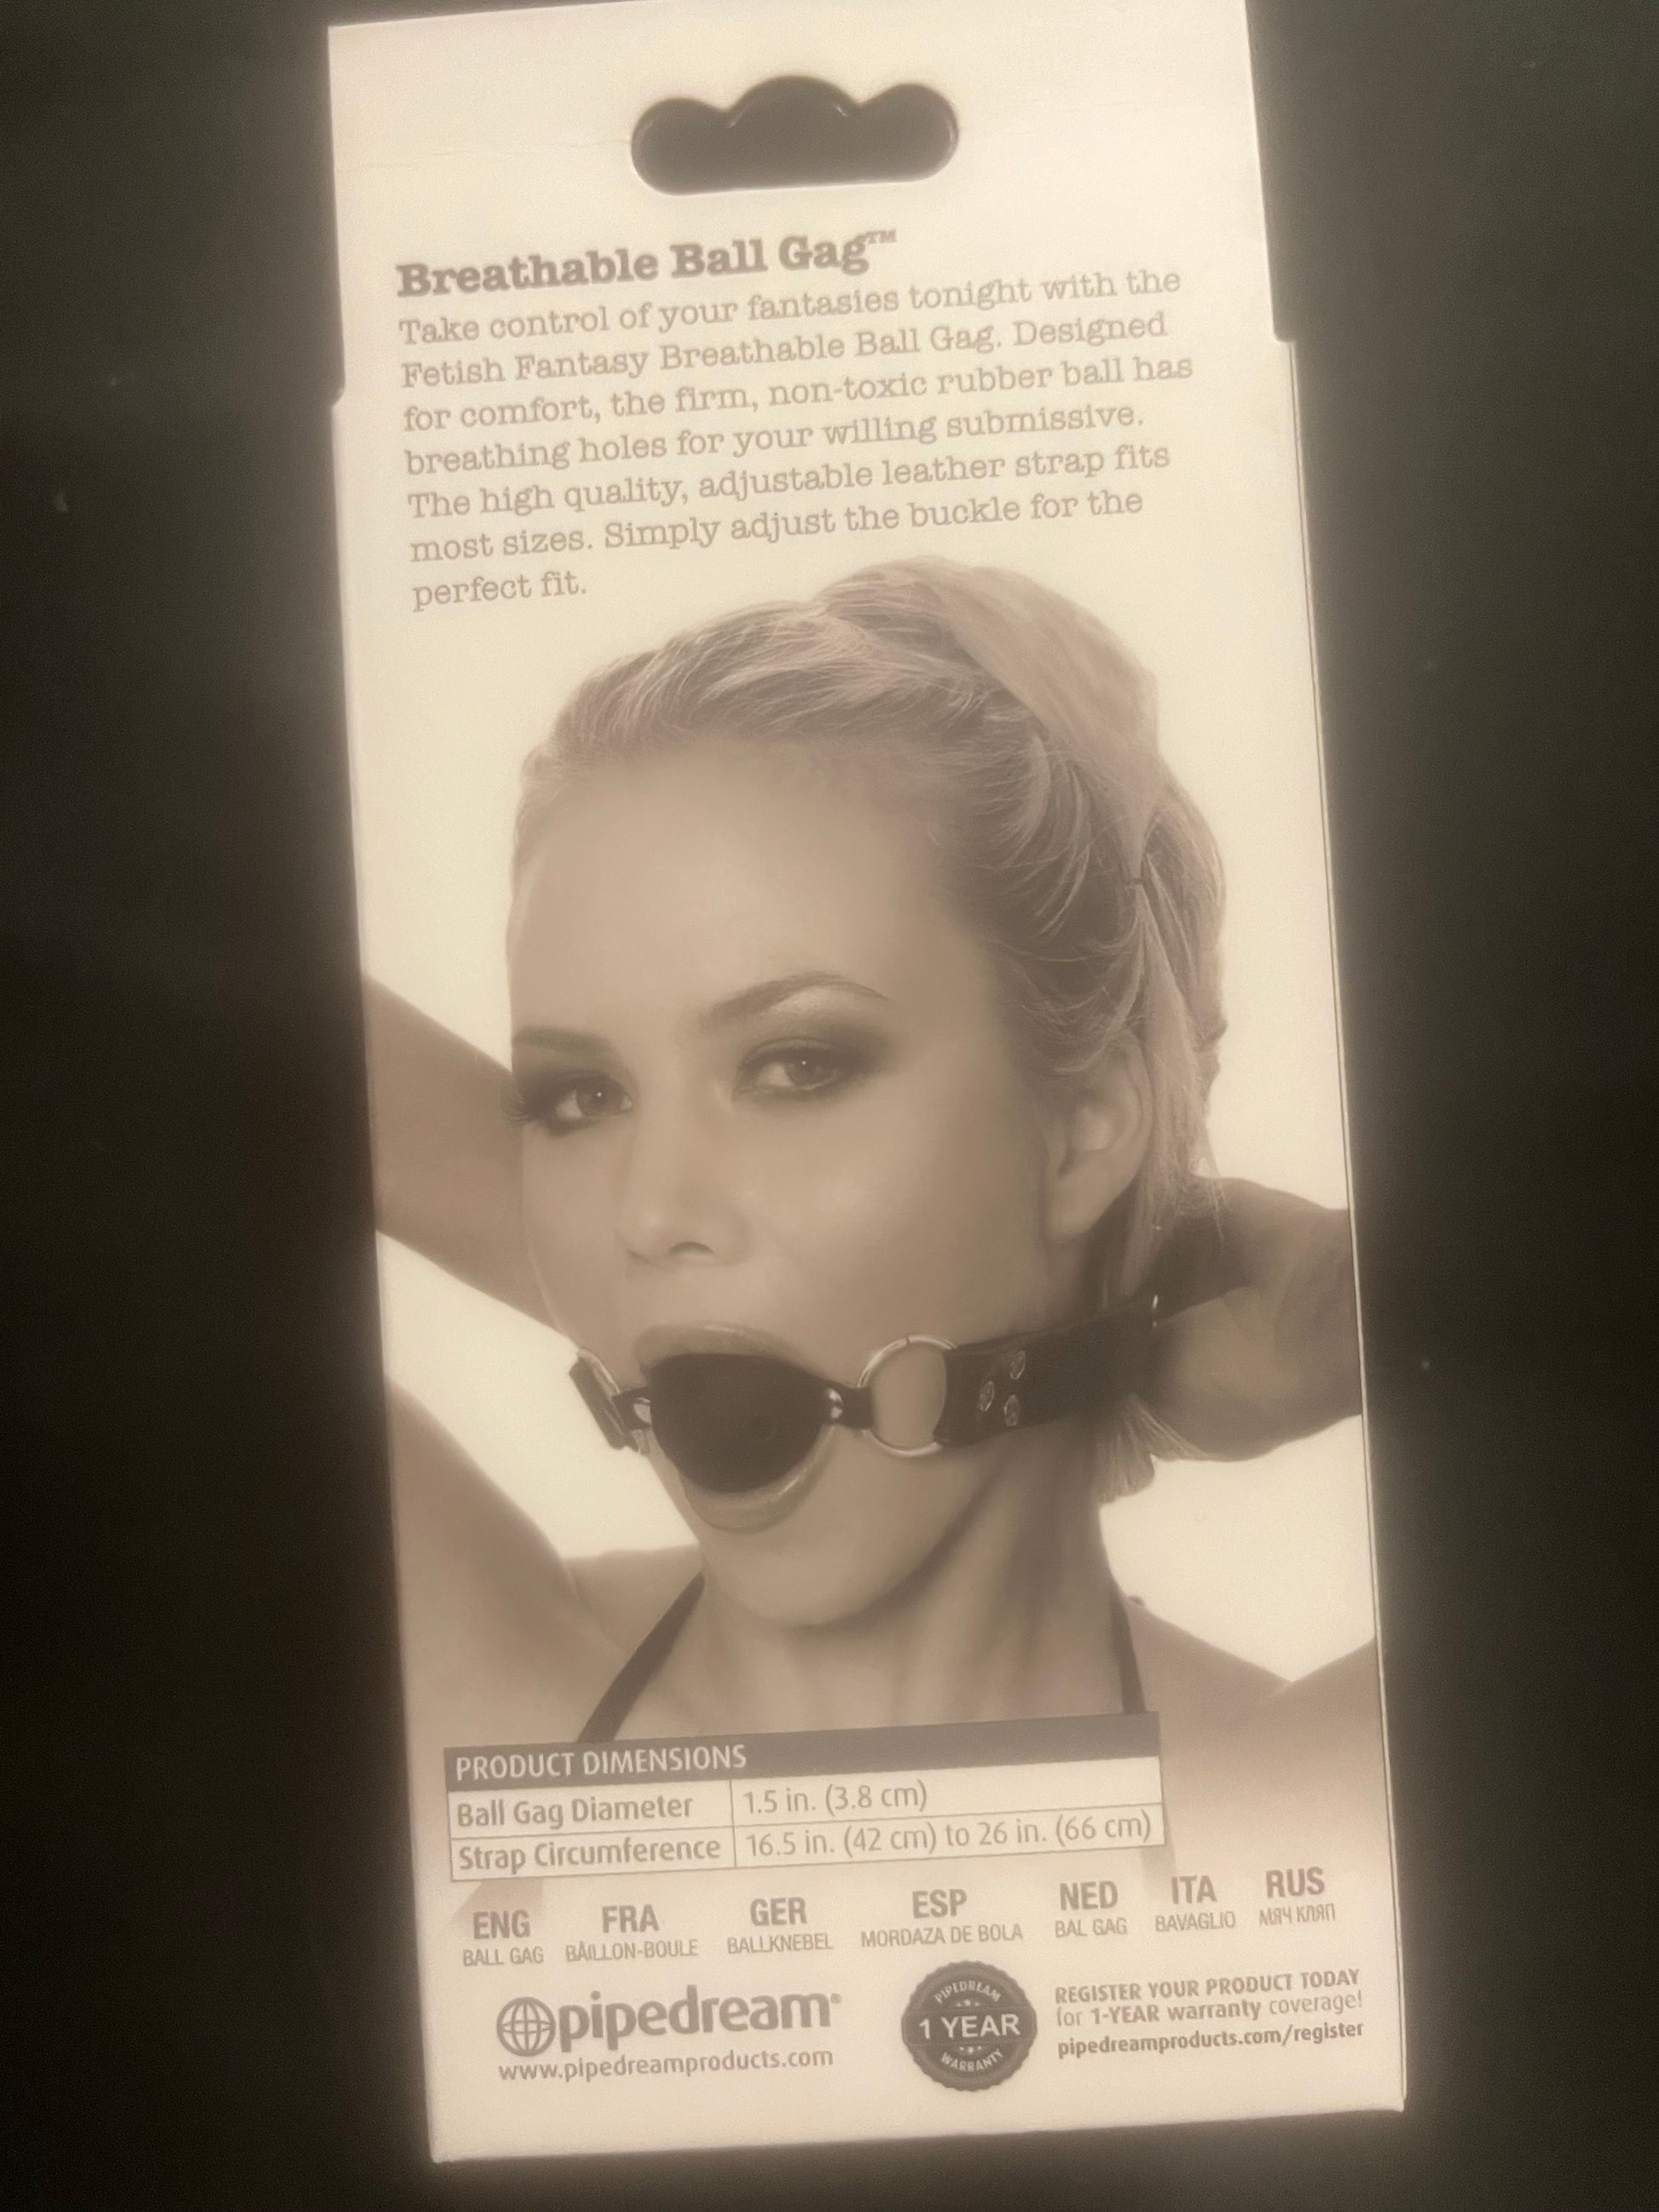 Breathable Ball Gag™
Take control of your fantasies tonight with the
Fetish Fantasy Breathable Ball Gag. Designed
for comfort, the firm, non-toxic rubber ball has
breathing holes for your willing submissive.
The high quality, adjustable leather strap fits
most sizes. Simply adjust the buckle for the
perfect fit.
PRODUCT DIMENSIONS
Ball Gag Diameter 1.5 in. (3.8 cm)
Strap Circumference 16.5 in. (42 cm) to 26 in. (66 cm)
ENG FRA GER ESP NED ITA RUS
BALL GAG BÂILLON-BOULE BALLKNEBEL MORDAZA DE BOLA BAL GAG BAVAGLIO МЯЧ КЛЯП
pipedream®
www.pipedreamproducts.com
PIPEDREAM
1 YEAR
WARRANTY
REGISTER YOUR PRODUCT TODAY
for 1-YEAR warranty coverage!
pipedreamproducts.com/register